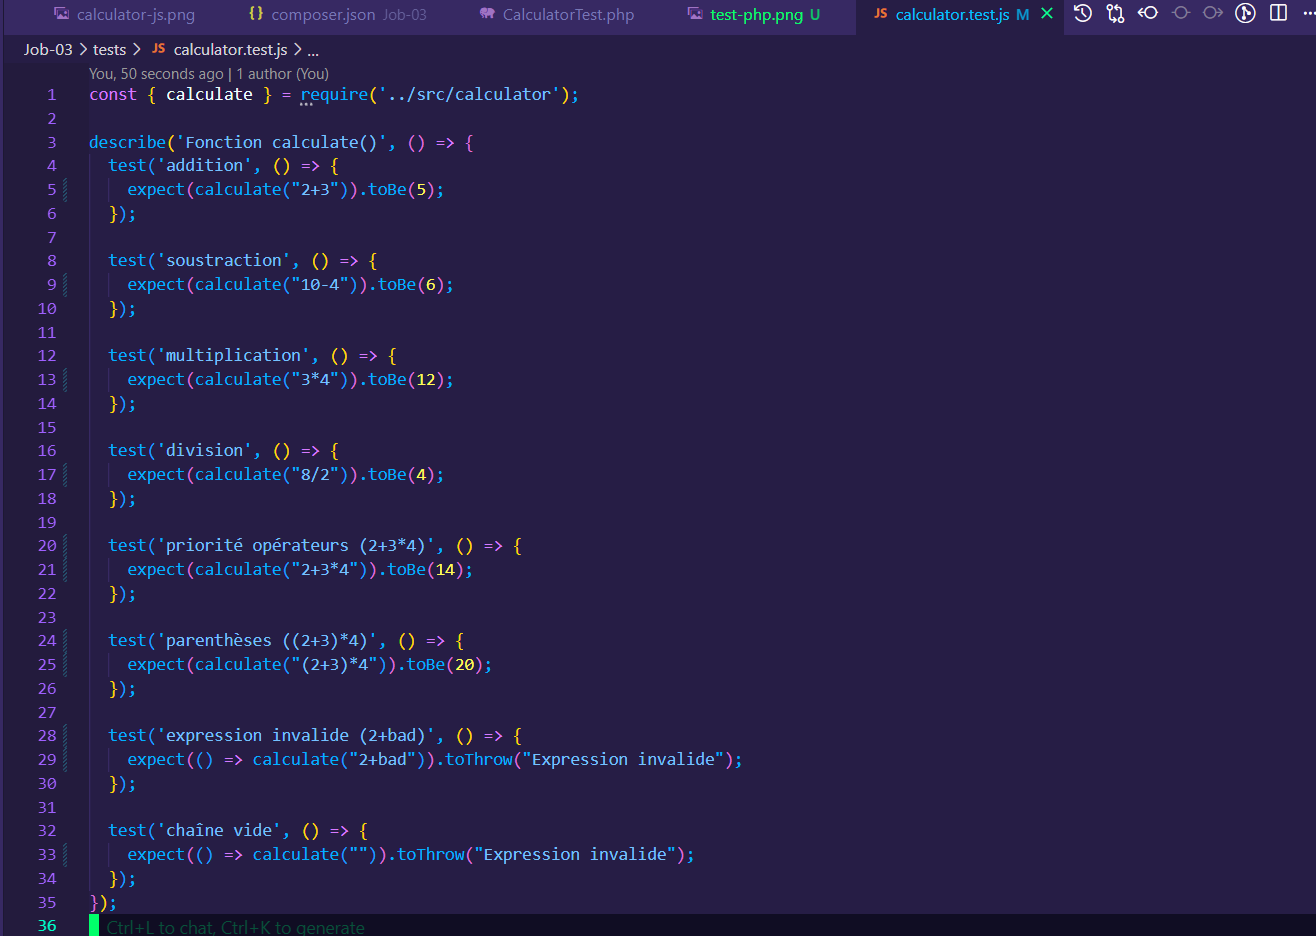 calculator-js.png {} composer.json Job-03 CalculatorTest.php test-php.png U JS calculator.test.js M
Job-03 > tests > JS calculator.test.js > ...
You, 50 seconds ago | 1 author (You)
1 const { calculate } = require('../src/calculator');
2
3 describe('Fonction calculate()', () => {
4 test('addition', () => {
5 expect(calculate("2+3")).toBe(5);
6 });
7
8 test('soustraction', () => {
9 expect(calculate("10-4")).toBe(6);
10 });
11
12 test('multiplication', () => {
13 expect(calculate("3*4")).toBe(12);
14 });
15
16 test('division', () => {
17 expect(calculate("8/2")).toBe(4);
18 });
19
20 test('priorité opérateurs (2+3*4)', () => {
21 expect(calculate("2+3*4")).toBe(14);
22 });
23
24 test('parenthèses ((2+3)*4)', () => {
25 expect(calculate("(2+3)*4")).toBe(20);
26 });
27
28 test('expression invalide (2+bad)', () => {
29 expect(() => calculate("2+bad")).toThrow("Expression invalide");
30 });
31
32 test('chaîne vide', () => {
33 expect(() => calculate("")).toThrow("Expression invalide");
34 });
35 });
36 Ctrl+L to chat, Ctrl+K to generate